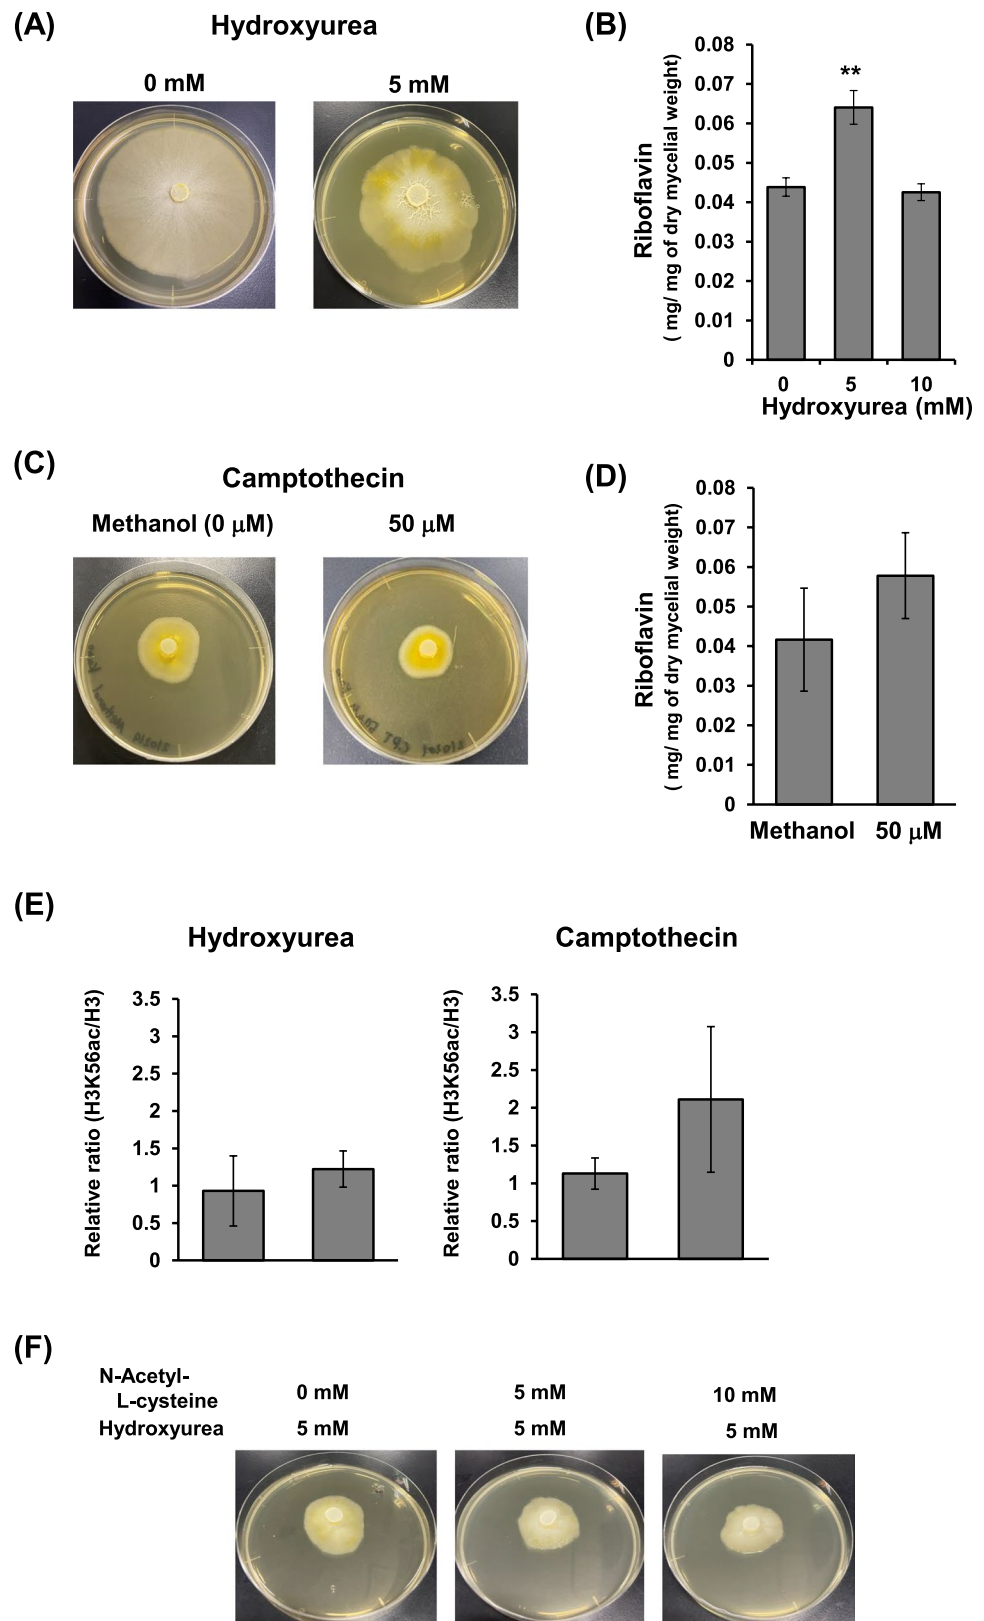 (A)
Hydroxyurea
0 mM
5 mM
(B)
Riboflavin
( mg/ mg of dry mycelial weight)
0.08
0.07
0.06
0.05
0.04
0.03
0.02
0.01
0
**
0
5
10
Hydroxyurea (mM)
(C)
Camptothecin
Methanol (0 μM)
50 μM
(D)
Riboflavin
( mg/ mg of dry mycelial weight)
0.08
0.07
0.06
0.05
0.04
0.03
0.02
0.01
0
Methanol
50 μM
(E)
Hydroxyurea
Relative ratio (H3K56ac/H3)
3.5
3
2.5
2
1.5
1
0.5
0
Camptothecin
Relative ratio (H3K56ac/H3)
3.5
3
2.5
2
1.5
1
0.5
0
(F)
N-Acetyl-
L-cysteine
0 mM
5 mM
10 mM
Hydroxyurea
5 mM
5 mM
5 mM